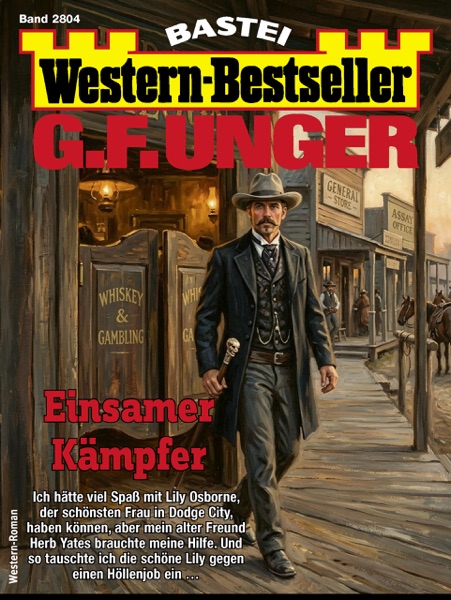 Band 2804
BASTEI
Western-Bestseller
G.F. UNGER
GENERAL
STORE
ASSAY
OFFICE
WHISKEY
&
GAMBLING
WHI
GA
Einsamer
Kämpfer
Ich hätte viel Spaß mit Lily Osborne,
der schönsten Frau in Dodge City,
haben können, aber mein alter Freund
Herb Yates brauchte meine Hilfe. Und
so tauschte ich die schöne Lily gegen
einen Höllenjob ein ...
Western-Roman